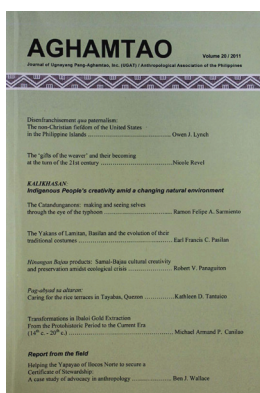 AGHAMTAO
Volume 20 / 2011
Journal of Ugnayang Pang-Aghamtao, Inc. (UGAT) / Anthropological Association of the Philippines
Disenfranchisement qua paternalism:
The non-Christian fiefdom of the United States
in the Philippine Islands .......... Owen J. Lynch
The 'gifts of the weaver' and their becoming
at the turn of the 21st century .......... Nicole Revel
KALIKHASAN:
Indigenous People's creativity amid a changing natural environment
The Catandunganons: making and seeing selves
through the eye of the typhoon .......... Ramon Felipe A. Sarmiento
The Yakans of Lamitan, Basilan and the evolution of their
traditional costumes .......... Earl Francis C. Pasilan
Hinangan Bajau products: Samal-Bajau cultural creativity
and preservation amidst ecological crisis .......... Robert V. Panaguiton
Pag-abyad sa altaran:
Caring for the rice terraces in Tayabas, Quezon .......... Kathleen D. Tantuico
Transformations in Ibaloi Gold Extraction
From the Protohistoric Period to the Current Era
(14th c. - 20th c.) .......... Michael Armand P. Canilao
Report from the field
Helping the Yapayao of Ilocos Norte to secure a
Certificate of Stewardship:
A case study of advocacy in anthropology .......... Ben J. Wallace